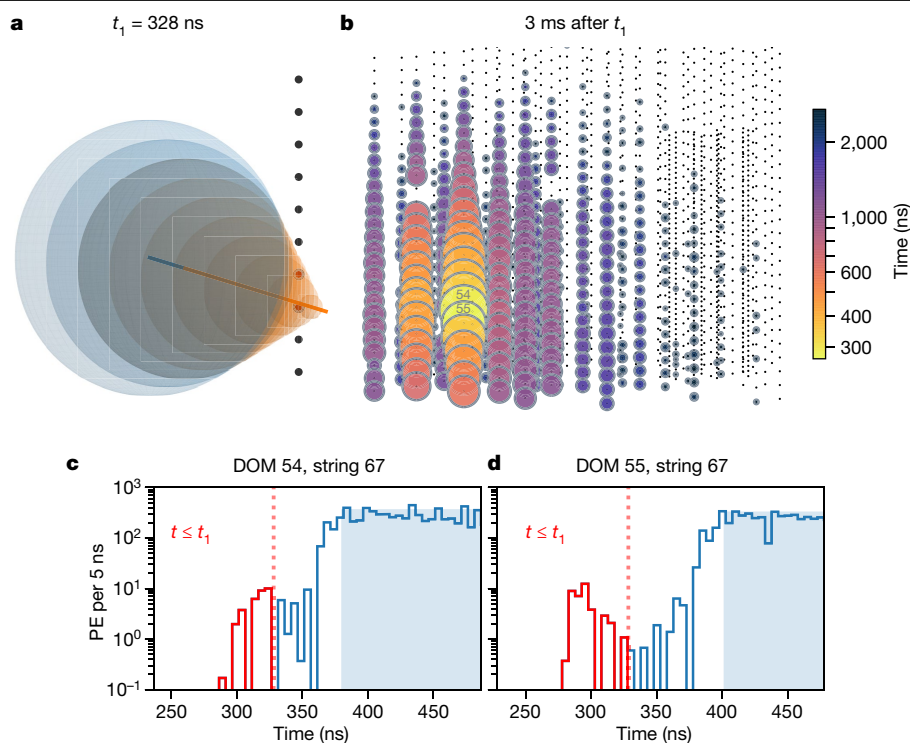 a t₁ = 328 ns b 3 ms after t₁
54
55
2,000
1,000
600
400
300
Time (ns)
c DOM 54, string 67 d DOM 55, string 67
10³
10²
10¹
10⁰
10⁻¹
PE per 5 ns
t ≤ t₁ t ≤ t₁
250 300 350 400 450 250 300 350 400 450
Time (ns) Time (ns)